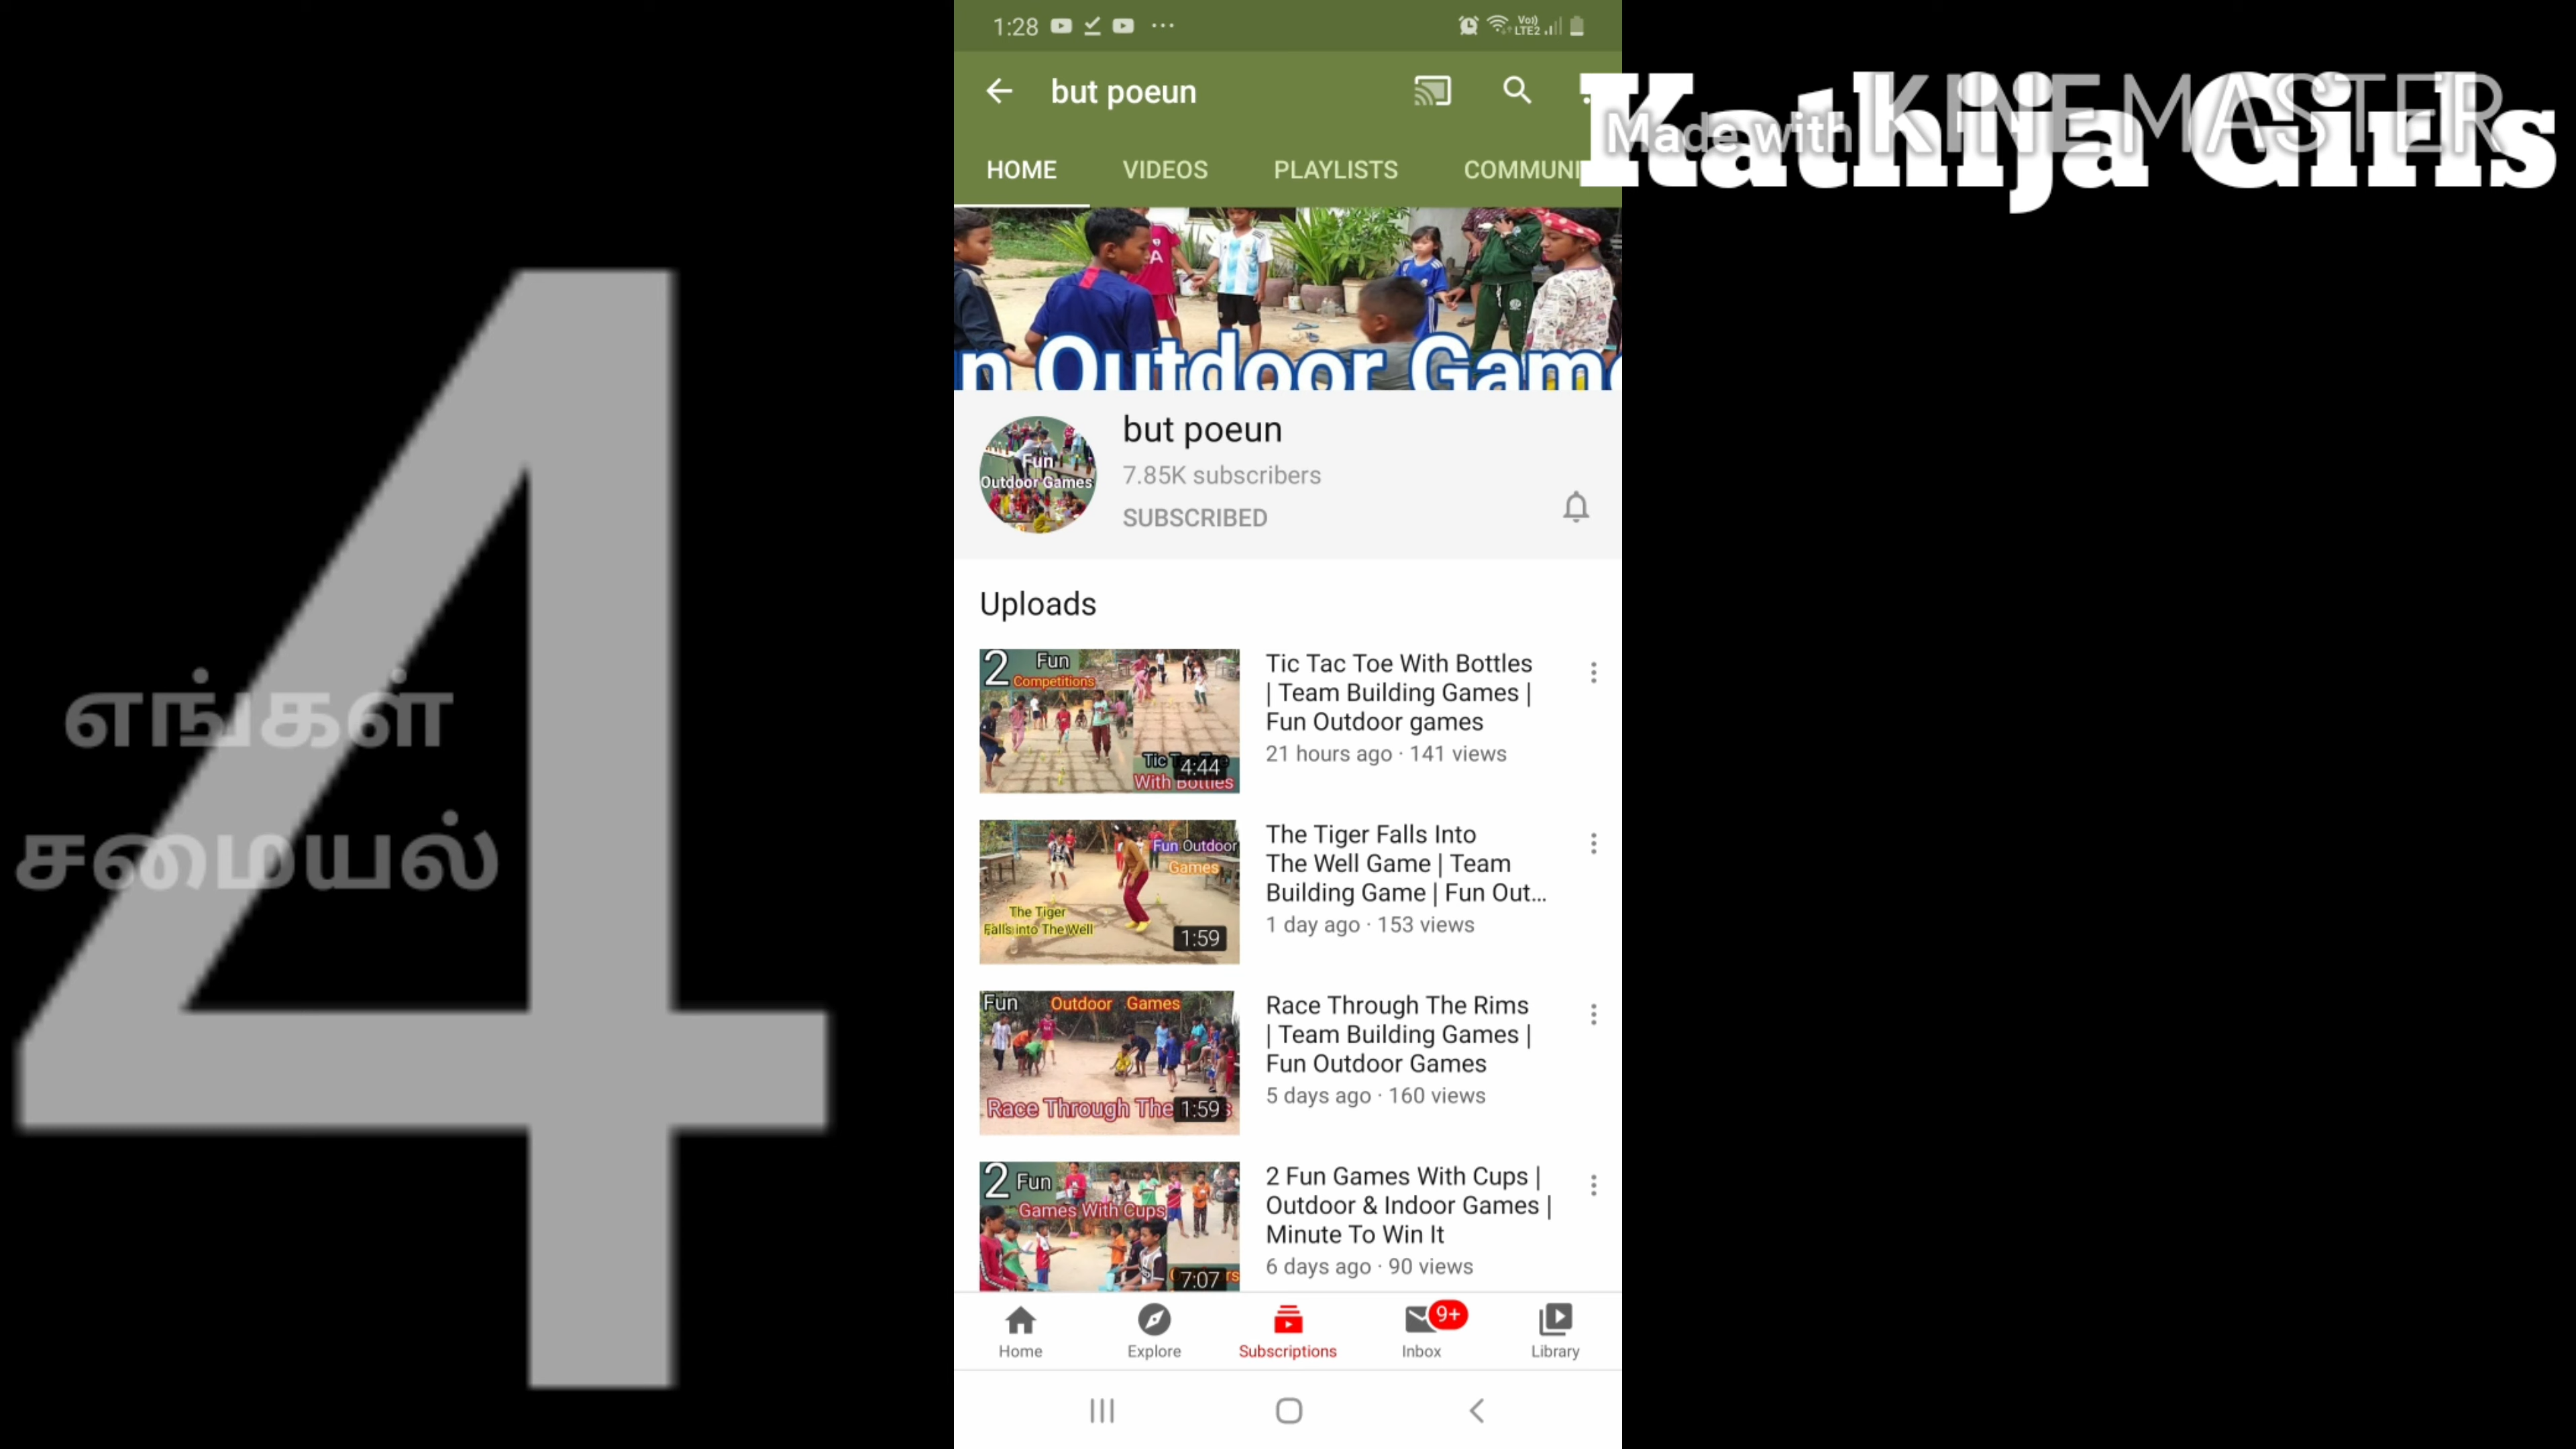 1:28
Vo)
LTE2
but poeun
Kathija Girls
Made with KINEMASTER
HOME
VIDEOS
PLAYLISTS
COMMUNI
n Outdoor Game
Fun
Outdoor Games
but poeun
7.85K subscribers
SUBSCRIBED
4
எங்கள்
சமையல்
Uploads
2 Fun
Competitions
Tic
With Bottles
4:44
Tic Tac Toe With Bottles
| Team Building Games |
Fun Outdoor games
21 hours ago · 141 views
Fun Outdoor
Games
The Tiger
Falls into The Well
1:59
The Tiger Falls Into
The Well Game | Team
Building Game | Fun Out...
1 day ago · 153 views
Fun Outdoor Games
Race Through The
1:59
Race Through The Rims
| Team Building Games |
Fun Outdoor Games
5 days ago · 160 views
2 Fun
Games With Cups
7:07
2 Fun Games With Cups |
Outdoor & Indoor Games |
Minute To Win It
6 days ago · 90 views
9+
Home
Explore
Subscriptions
Inbox
Library